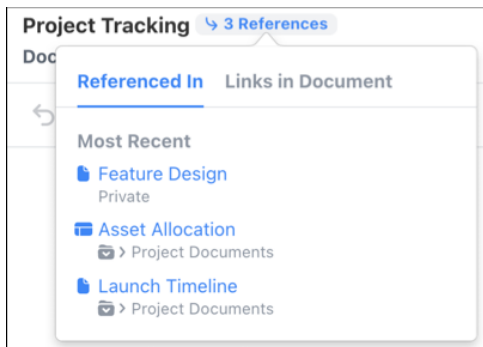 Project Tracking 3 References
Doc
Referenced In Links in Document
Most Recent
Feature Design
Private
Asset Allocation
> Project Documents
Launch Timeline
> Project Documents